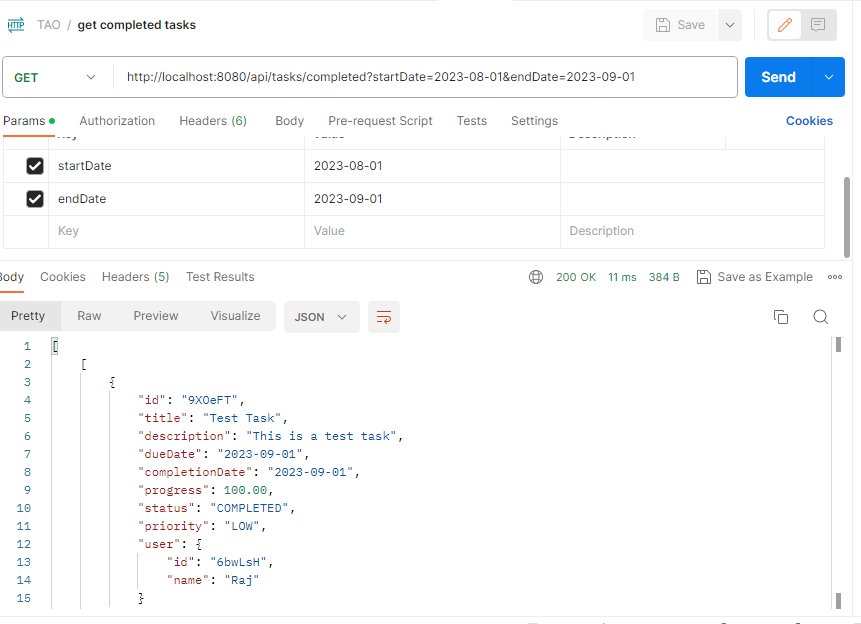 HTTP TAO / get completed tasks Save
GET http://localhost:8080/api/tasks/completed?startDate=2023-08-01&endDate=2023-09-01 Send
Params Authorization Headers (6) Body Pre-request Script Tests Settings Cookies
Key Value Description
startDate 2023-08-01
endDate 2023-09-01
Key Value Description
Body Cookies Headers (5) Test Results 200 OK 11 ms 384 B Save as Example
Pretty Raw Preview Visualize JSON
1 [
2 [
3 {
4 "id": "9XOeFT",
5 "title": "Test Task",
6 "description": "This is a test task",
7 "dueDate": "2023-09-01",
8 "completionDate": "2023-09-01",
9 "progress": 100.00,
10 "status": "COMPLETED",
11 "priority": "LOW",
12 "user": {
13 "id": "6bwLsH",
14 "name": "Raj"
15 }